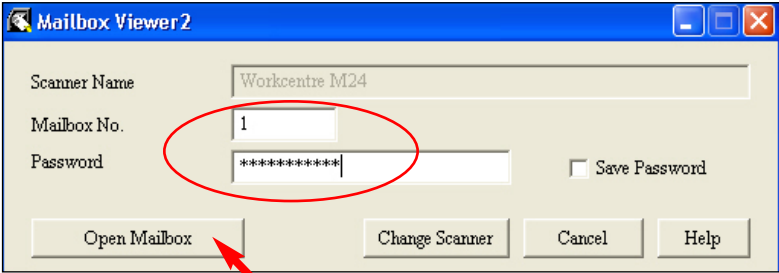 Mailbox Viewer2
Scanner Name Workcentre M24
Mailbox No. 1
Password ***********
Save Password
Open Mailbox Change Scanner Cancel Help